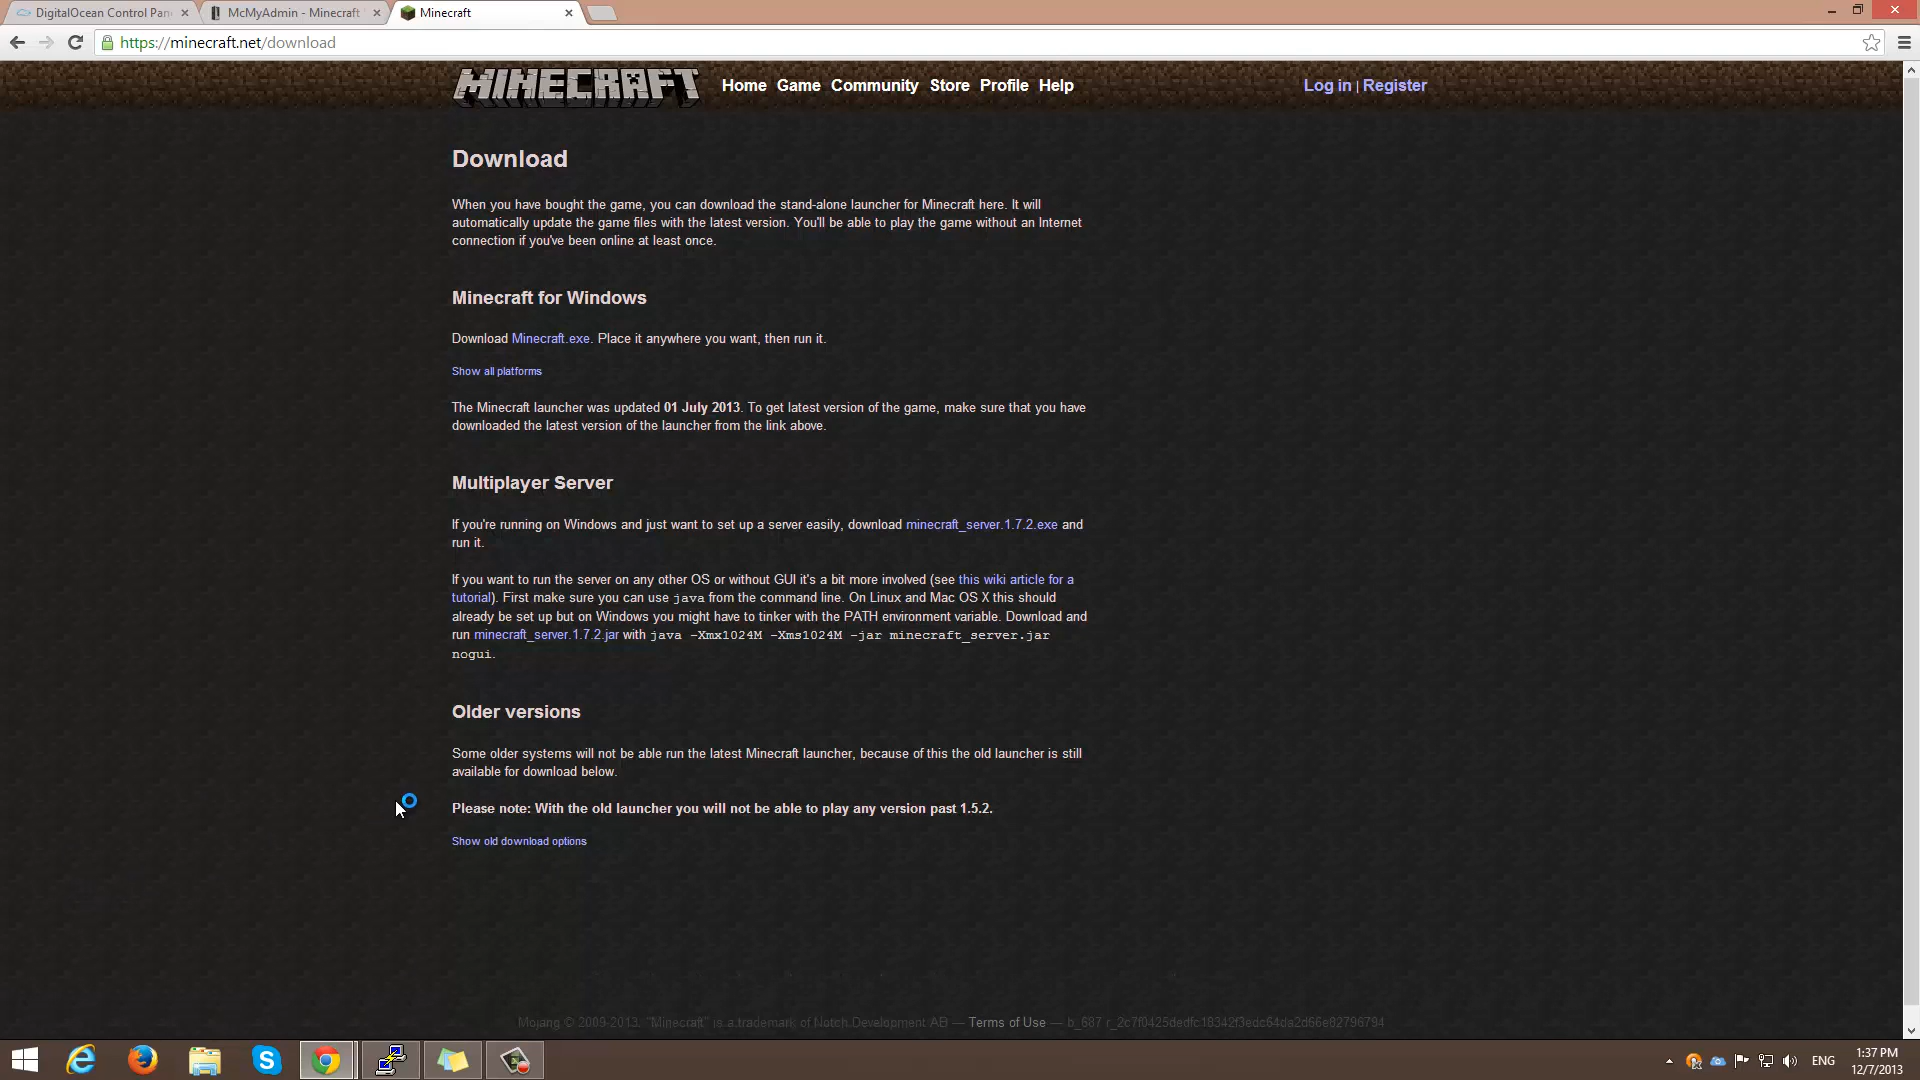 DigitalOcean Control Pan
McMyAdmin - Minecraft
Minecraft
https://minecraft.net/download
MINECRAFT
Home Game Community Store Profile Help
Log in | Register
Download
When you have bought the game, you can download the stand-alone launcher for Minecraft here. It will
automatically update the game files with the latest version. You'll be able to play the game without an Internet
connection if you've been online at least once.
Minecraft for Windows
Download Minecraft.exe. Place it anywhere you want, then run it.
Show all platforms
The Minecraft launcher was updated 01 July 2013. To get latest version of the game, make sure that you have
downloaded the latest version of the launcher from the link above.
Multiplayer Server
If you're running on Windows and just want to set up a server easily, download minecraft_server.1.7.2.exe and
run it.
If you want to run the server on any other OS or without GUI it's a bit more involved (see this wiki article for a
tutorial). First make sure you can use java from the command line. On Linux and Mac OS X this should
already be set up but on Windows you might have to tinker with the PATH environment variable. Download and
run minecraft_server.1.7.2.jar with java -Xmx1024M -Xms1024M -jar minecraft_server.jar
nogui.
Older versions
Some older systems will not be able run the latest Minecraft launcher, because of this the old launcher is still
available for download below.
Please note: With the old launcher you will not be able to play any version past 1.5.2.
Show old download options
Mojang © 2009-2013. "Minecraft" is a trademark of Notch Development AB — Terms of Use — b_687
ENG
1:37 PM
12/7/2013